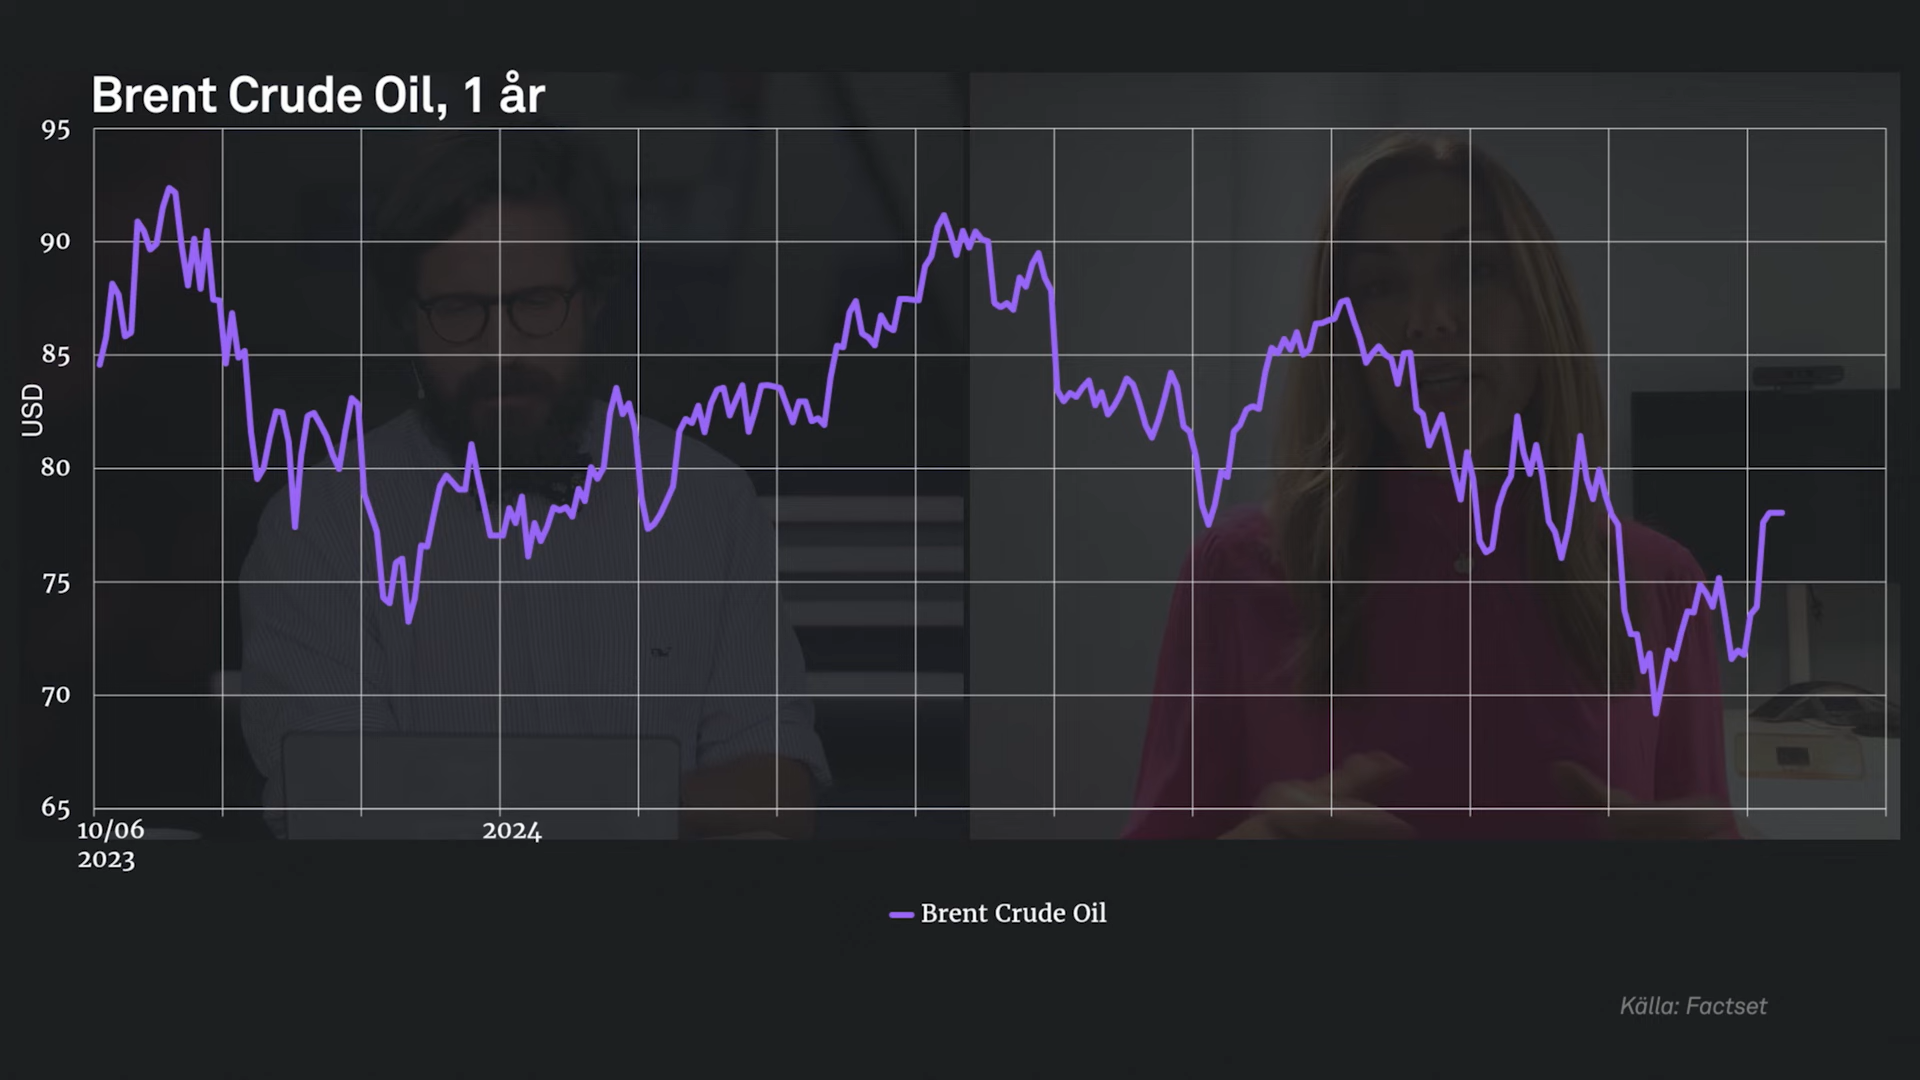 Brent Crude Oil, 1 år
95
90
85
80
75
70
65
USD
10/06
2023
2024
Brent Crude Oil
Källa: Factset